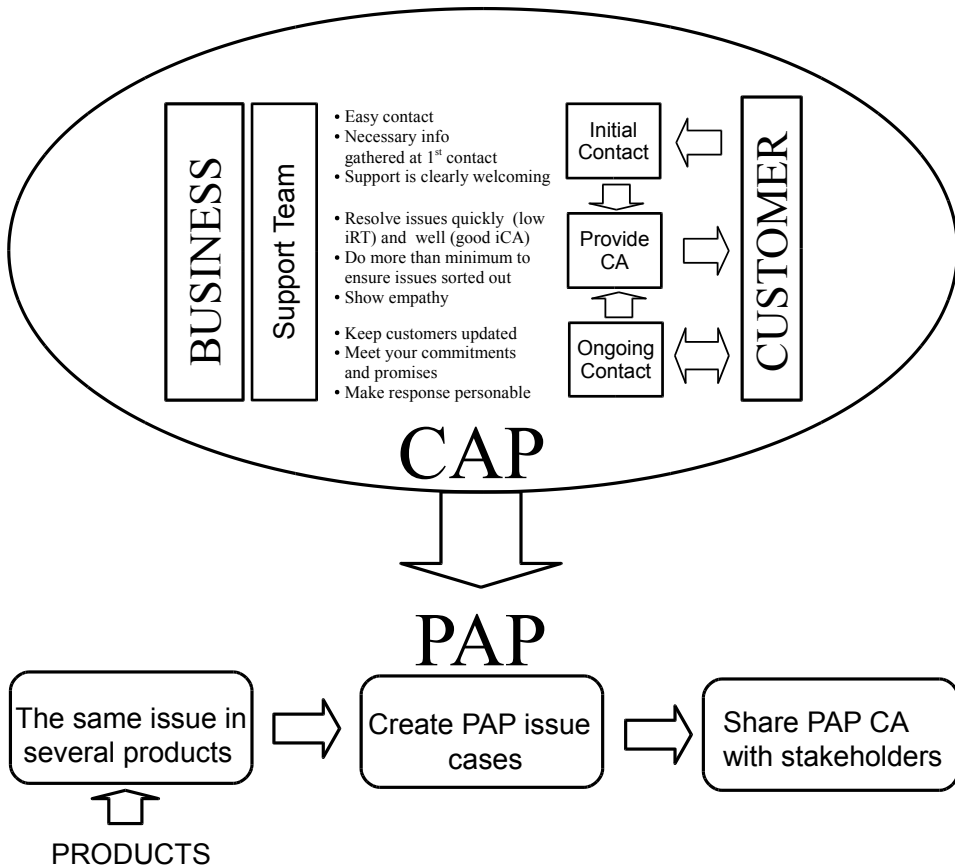 BUSINESS
Support Team
• Easy contact
• Necessary info
gathered at 1st contact
• Support is clearly welcoming
• Resolve issues quickly (low
iRT) and well (good iCA)
• Do more than minimum to
ensure issues sorted out
• Show empathy
• Keep customers updated
• Meet your commitments
and promises
• Make response personable
Initial
Contact
Provide
CA
Ongoing
Contact
CUSTOMER
CAP
PAP
The same issue in
several products
Create PAP issue
cases
Share PAP CA
with stakeholders
PRODUCTS